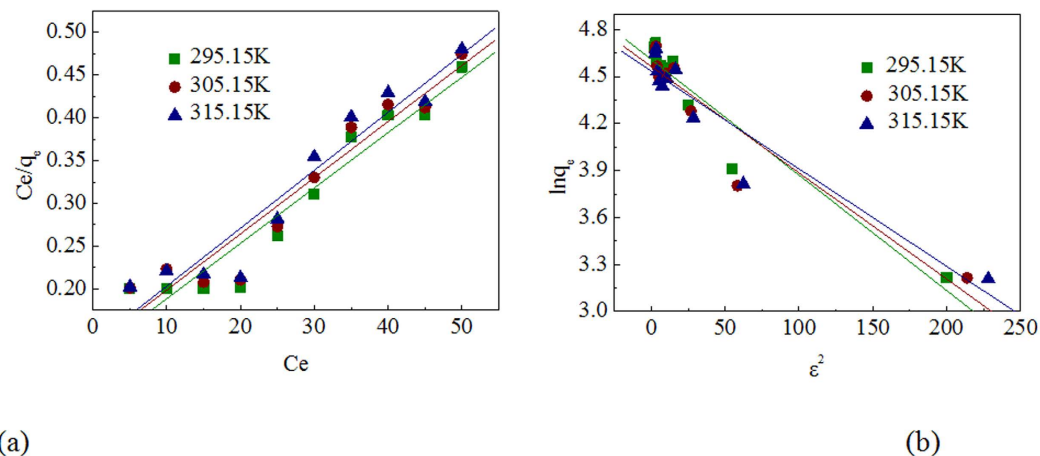 0.50
0.45
0.40
0.35
0.30
0.25
0.20
Ce/qe
295.15K
305.15K
315.15K
0 10 20 30 40 50
Ce
(a)
4.8
4.5
4.2
3.9
3.6
3.3
3.0
lnqe
295.15K
305.15K
315.15K
0 50 100 150 200 250
ε²
(b)